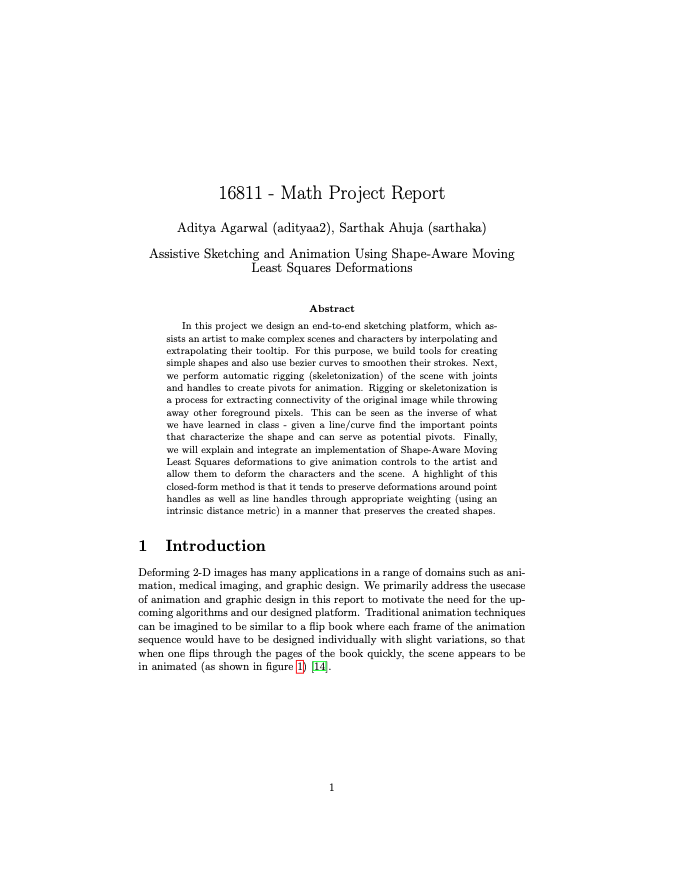 16811 - Math Project Report
Aditya Agarwal (adityaa2), Sarthak Ahuja (sarthaka)
Assistive Sketching and Animation Using Shape-Aware Moving
Least Squares Deformations
Abstract
In this project we design an end-to-end sketching platform, which as-
sists an artist to make complex scenes and characters by interpolating and
extrapolating their tooltip. For this purpose, we build tools for creating
simple shapes and also use bezier curves to smoothen their strokes. Next,
we perform automatic rigging (skeletonization) of the scene with joints
and handles to create pivots for animation. Rigging or skeletonization is
a process for extracting connectivity of the original image while throwing
away other foreground pixels. This can be seen as the inverse of what
we have learned in class - given a line/curve find the important points
that characterize the shape and can serve as potential pivots. Finally,
we will explain and integrate an implementation of Shape-Aware Moving
Least Squares deformations to give animation controls to the artist and
allow them to deform the characters and the scene. A highlight of this
closed-form method is that it tends to preserve deformations around point
handles as well as line handles through appropriate weighting (using an
intrinsic distance metric) in a manner that preserves the created shapes.
1 Introduction
Deforming 2-D images has many applications in a range of domains such as ani-
mation, medical imaging, and graphic design. We primarily address the usecase
of animation and graphic design in this report to motivate the need for the up-
coming algorithms and our designed platform. Traditional animation techniques
can be imagined to be similar to a flip book where each frame of the animation
sequence would have to be designed individually with slight variations, so that
when one flips through the pages of the book quickly, the scene appears to be
in animated (as shown in figure 1) [14].
1